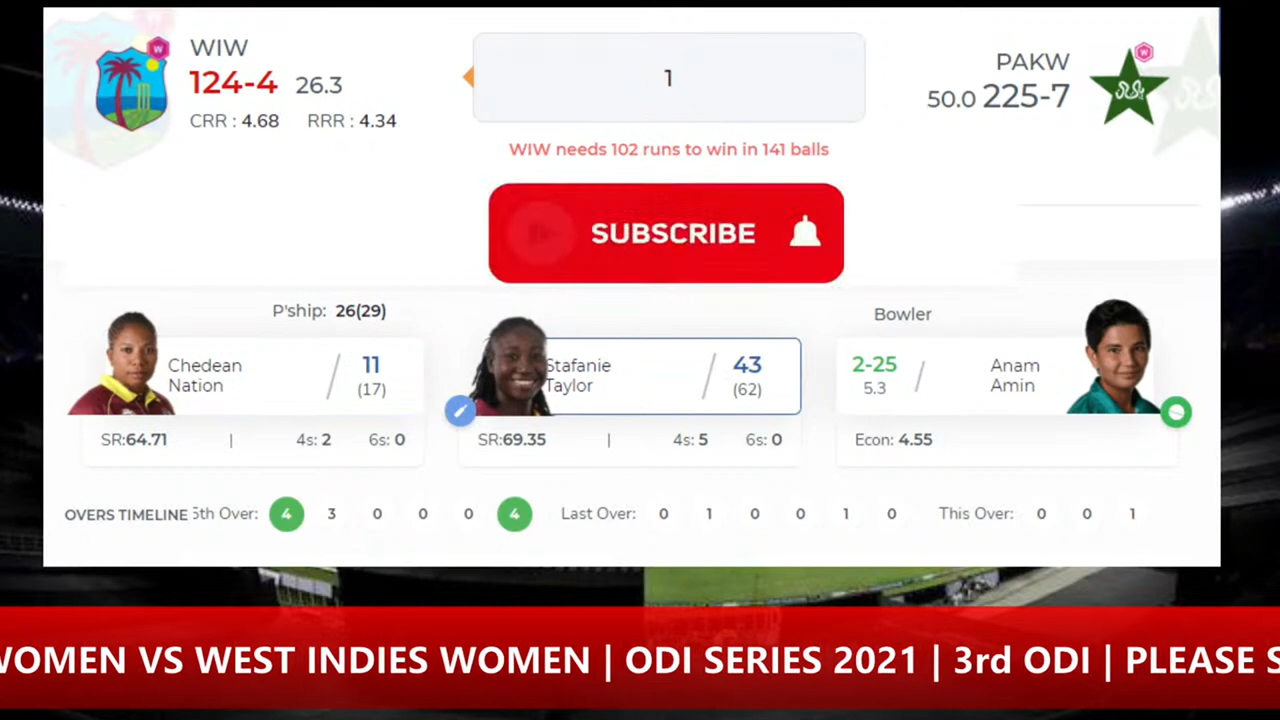 WIW
124-4 26.3
CRR : 4.68 RRR : 4.34
1
WIW needs 102 runs to win in 141 balls
PAKW
50.0 225-7
SUBSCRIBE
P'ship: 26(29)
Chedean
Nation
11
(17)
SR:64.71 | 4s: 2 6s: 0
Stafanie
Taylor
43
(62)
SR:69.35 | 4s: 5 6s: 0
Bowler
2-25
5.3
Anam
Amin
Econ: 4.55
OVERS TIMELINE 5th Over: 4 3 0 0 0 4 Last Over: 0 1 0 0 1 0 This Over: 0 0 1
WOMEN VS WEST INDIES WOMEN | ODI SERIES 2021 | 3rd ODI | PLEASE S